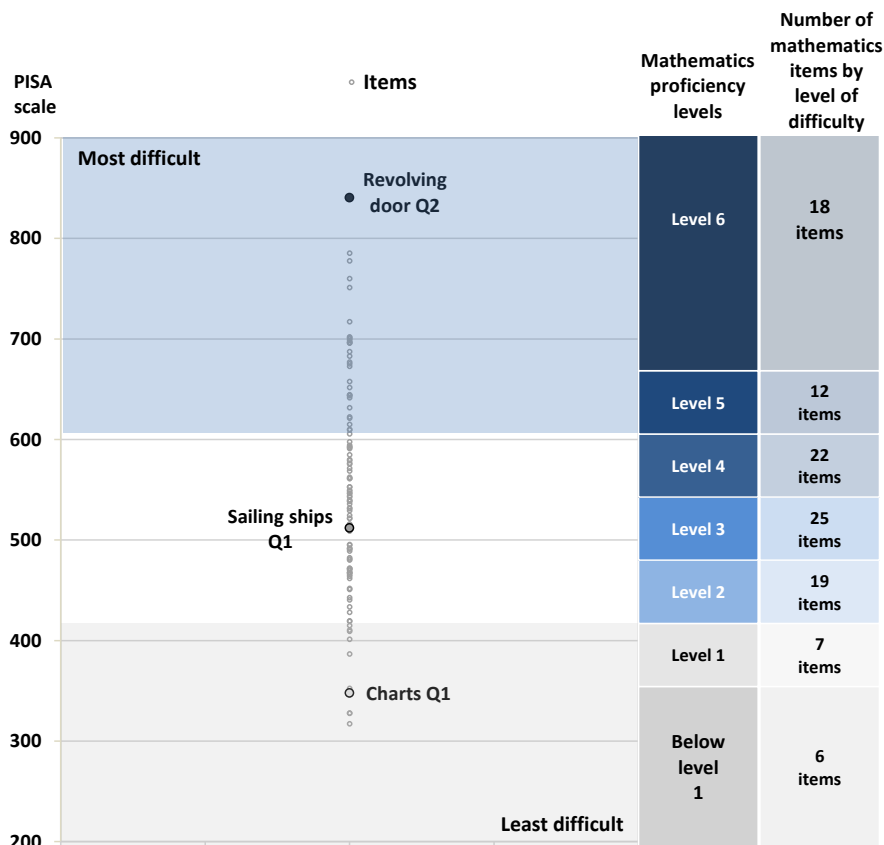 PISA
scale
Items
Mathematics
proficiency
levels
Number of
mathematics
items by
level of
difficulty
900
Most difficult
Revolving
door Q2
Level 6
18
items
800
700
Level 5
12
items
600
Level 4
22
items
Sailing ships
Q1
500
Level 3
25
items
Level 2
19
items
400
Level 1
7
items
Charts Q1
300
Below
level
1
6
items
Least difficult
200